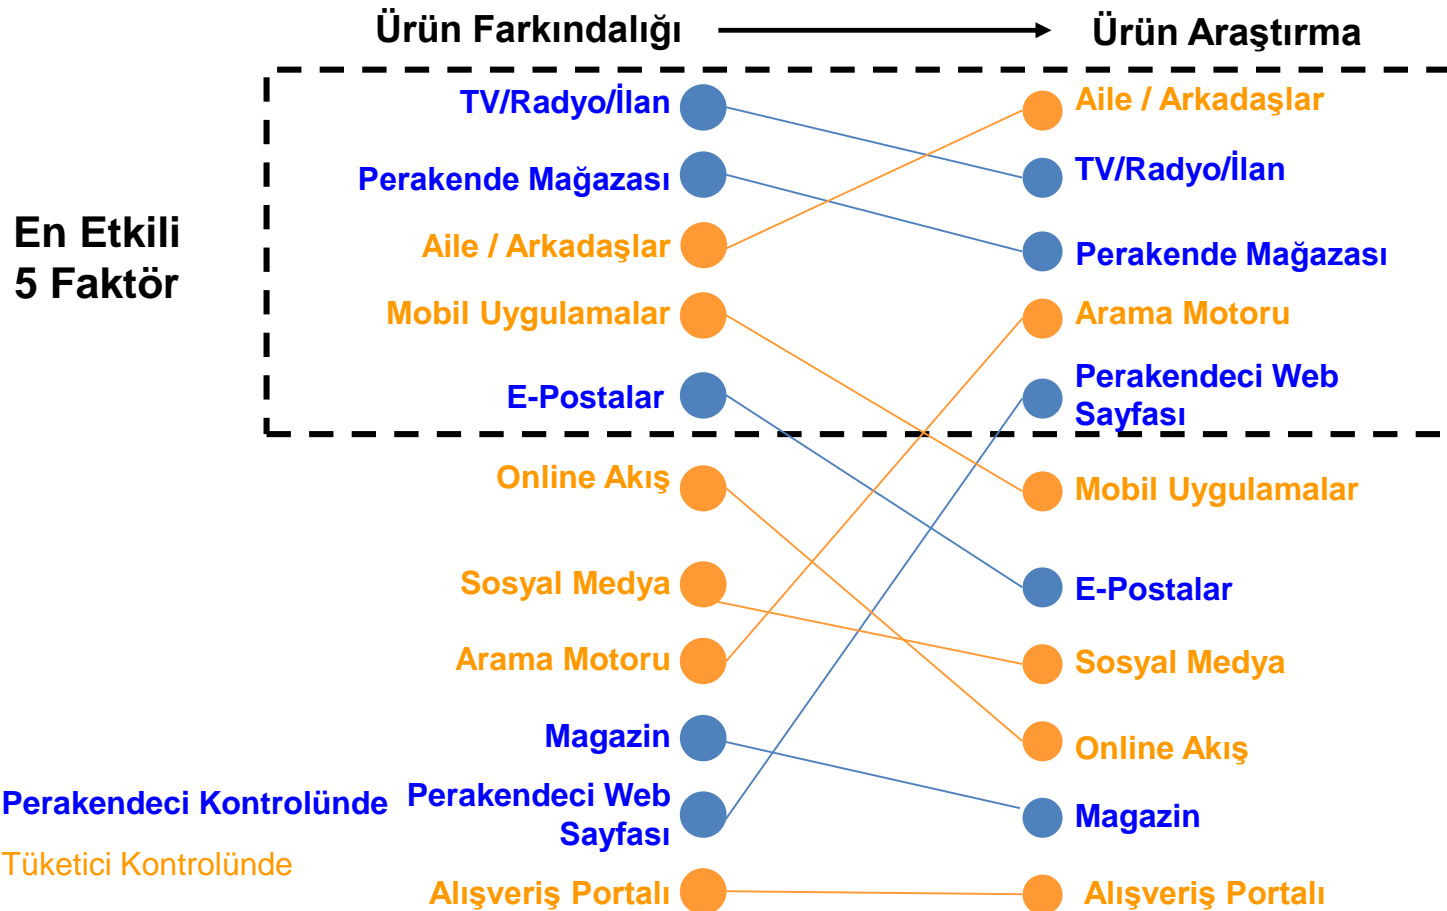 Ürün Farkındalığı
Ürün Araştırma
En Etkili
5 Faktör
TV/Radyo/İlan
Perakende Mağazası
Aile / Arkadaşlar
Mobil Uygulamalar
E-Postalar
Online Akış
Sosyal Medya
Arama Motoru
Magazin
Perakendeci Web
Sayfası
Alışveriş Portalı
Aile / Arkadaşlar
TV/Radyo/İlan
Perakende Mağazası
Arama Motoru
Perakendeci Web
Sayfası
Mobil Uygulamalar
E-Postalar
Sosyal Medya
Online Akış
Magazin
Alışveriş Portalı
Perakendeci Kontrolünde
Tüketici Kontrolünde